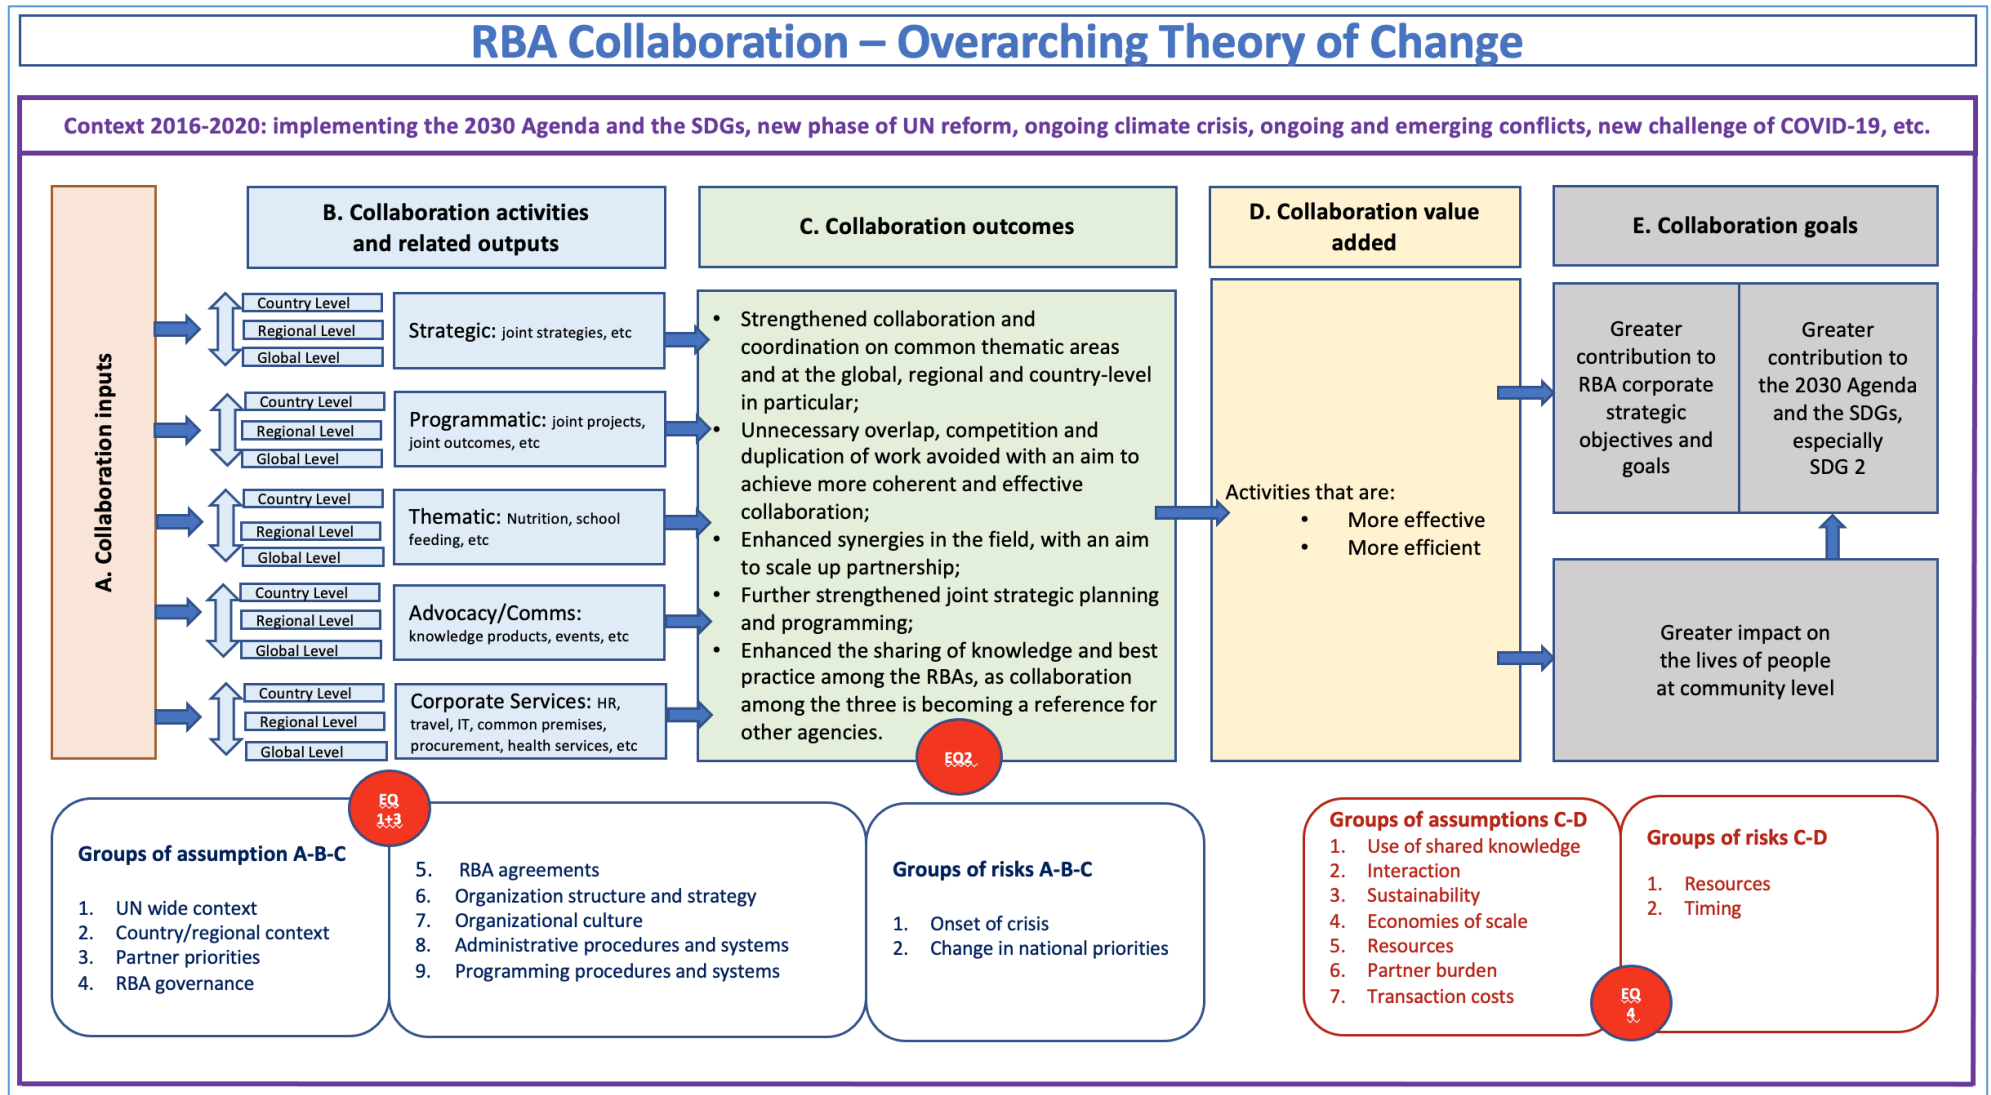 RBA Collaboration – Overarching Theory of Change
Context 2016-2020: implementing the 2030 Agenda and the SDGs, new phase of UN reform, ongoing climate crisis, ongoing and emerging conflicts, new challenge of COVID-19, etc.
A. Collaboration inputs
B. Collaboration activities
and related outputs
Country Level
Regional Level
Global Level
Strategic: joint strategies, etc
Country Level
Regional Level
Global Level
Programmatic: joint projects,
joint outcomes, etc
Country Level
Regional Level
Global Level
Thematic: Nutrition, school
feeding, etc
Country Level
Regional Level
Global Level
Advocacy/Comms:
knowledge products, events, etc
Country Level
Regional Level
Global Level
Corporate Services: HR,
travel, IT, common premises,
procurement, health services, etc
C. Collaboration outcomes
• Strengthened collaboration and
coordination on common thematic areas
and at the global, regional and country-level
in particular;
• Unnecessary overlap, competition and
duplication of work avoided with an aim to
achieve more coherent and effective
collaboration;
• Enhanced synergies in the field, with an aim
to scale up partnership;
• Further strengthened joint strategic planning
and programming;
• Enhanced the sharing of knowledge and best
practice among the RBAs, as collaboration
among the three is becoming a reference for
other agencies.
EQ2
D. Collaboration value
added
Activities that are:
• More effective
• More efficient
E. Collaboration goals
Greater
contribution to
RBA corporate
strategic
objectives and
goals
Greater
contribution to
the 2030 Agenda
and the SDGs,
especially
SDG 2
Greater impact on
the lives of people
at community level
EQ
1+3
Groups of assumption A-B-C
1. UN wide context
2. Country/regional context
3. Partner priorities
4. RBA governance
5. RBA agreements
6. Organization structure and strategy
7. Organizational culture
8. Administrative procedures and systems
9. Programming procedures and systems
Groups of risks A-B-C
1. Onset of crisis
2. Change in national priorities
Groups of assumptions C-D
1. Use of shared knowledge
2. Interaction
3. Sustainability
4. Economies of scale
5. Resources
6. Partner burden
7. Transaction costs
Groups of risks C-D
1. Resources
2. Timing
EQ
4